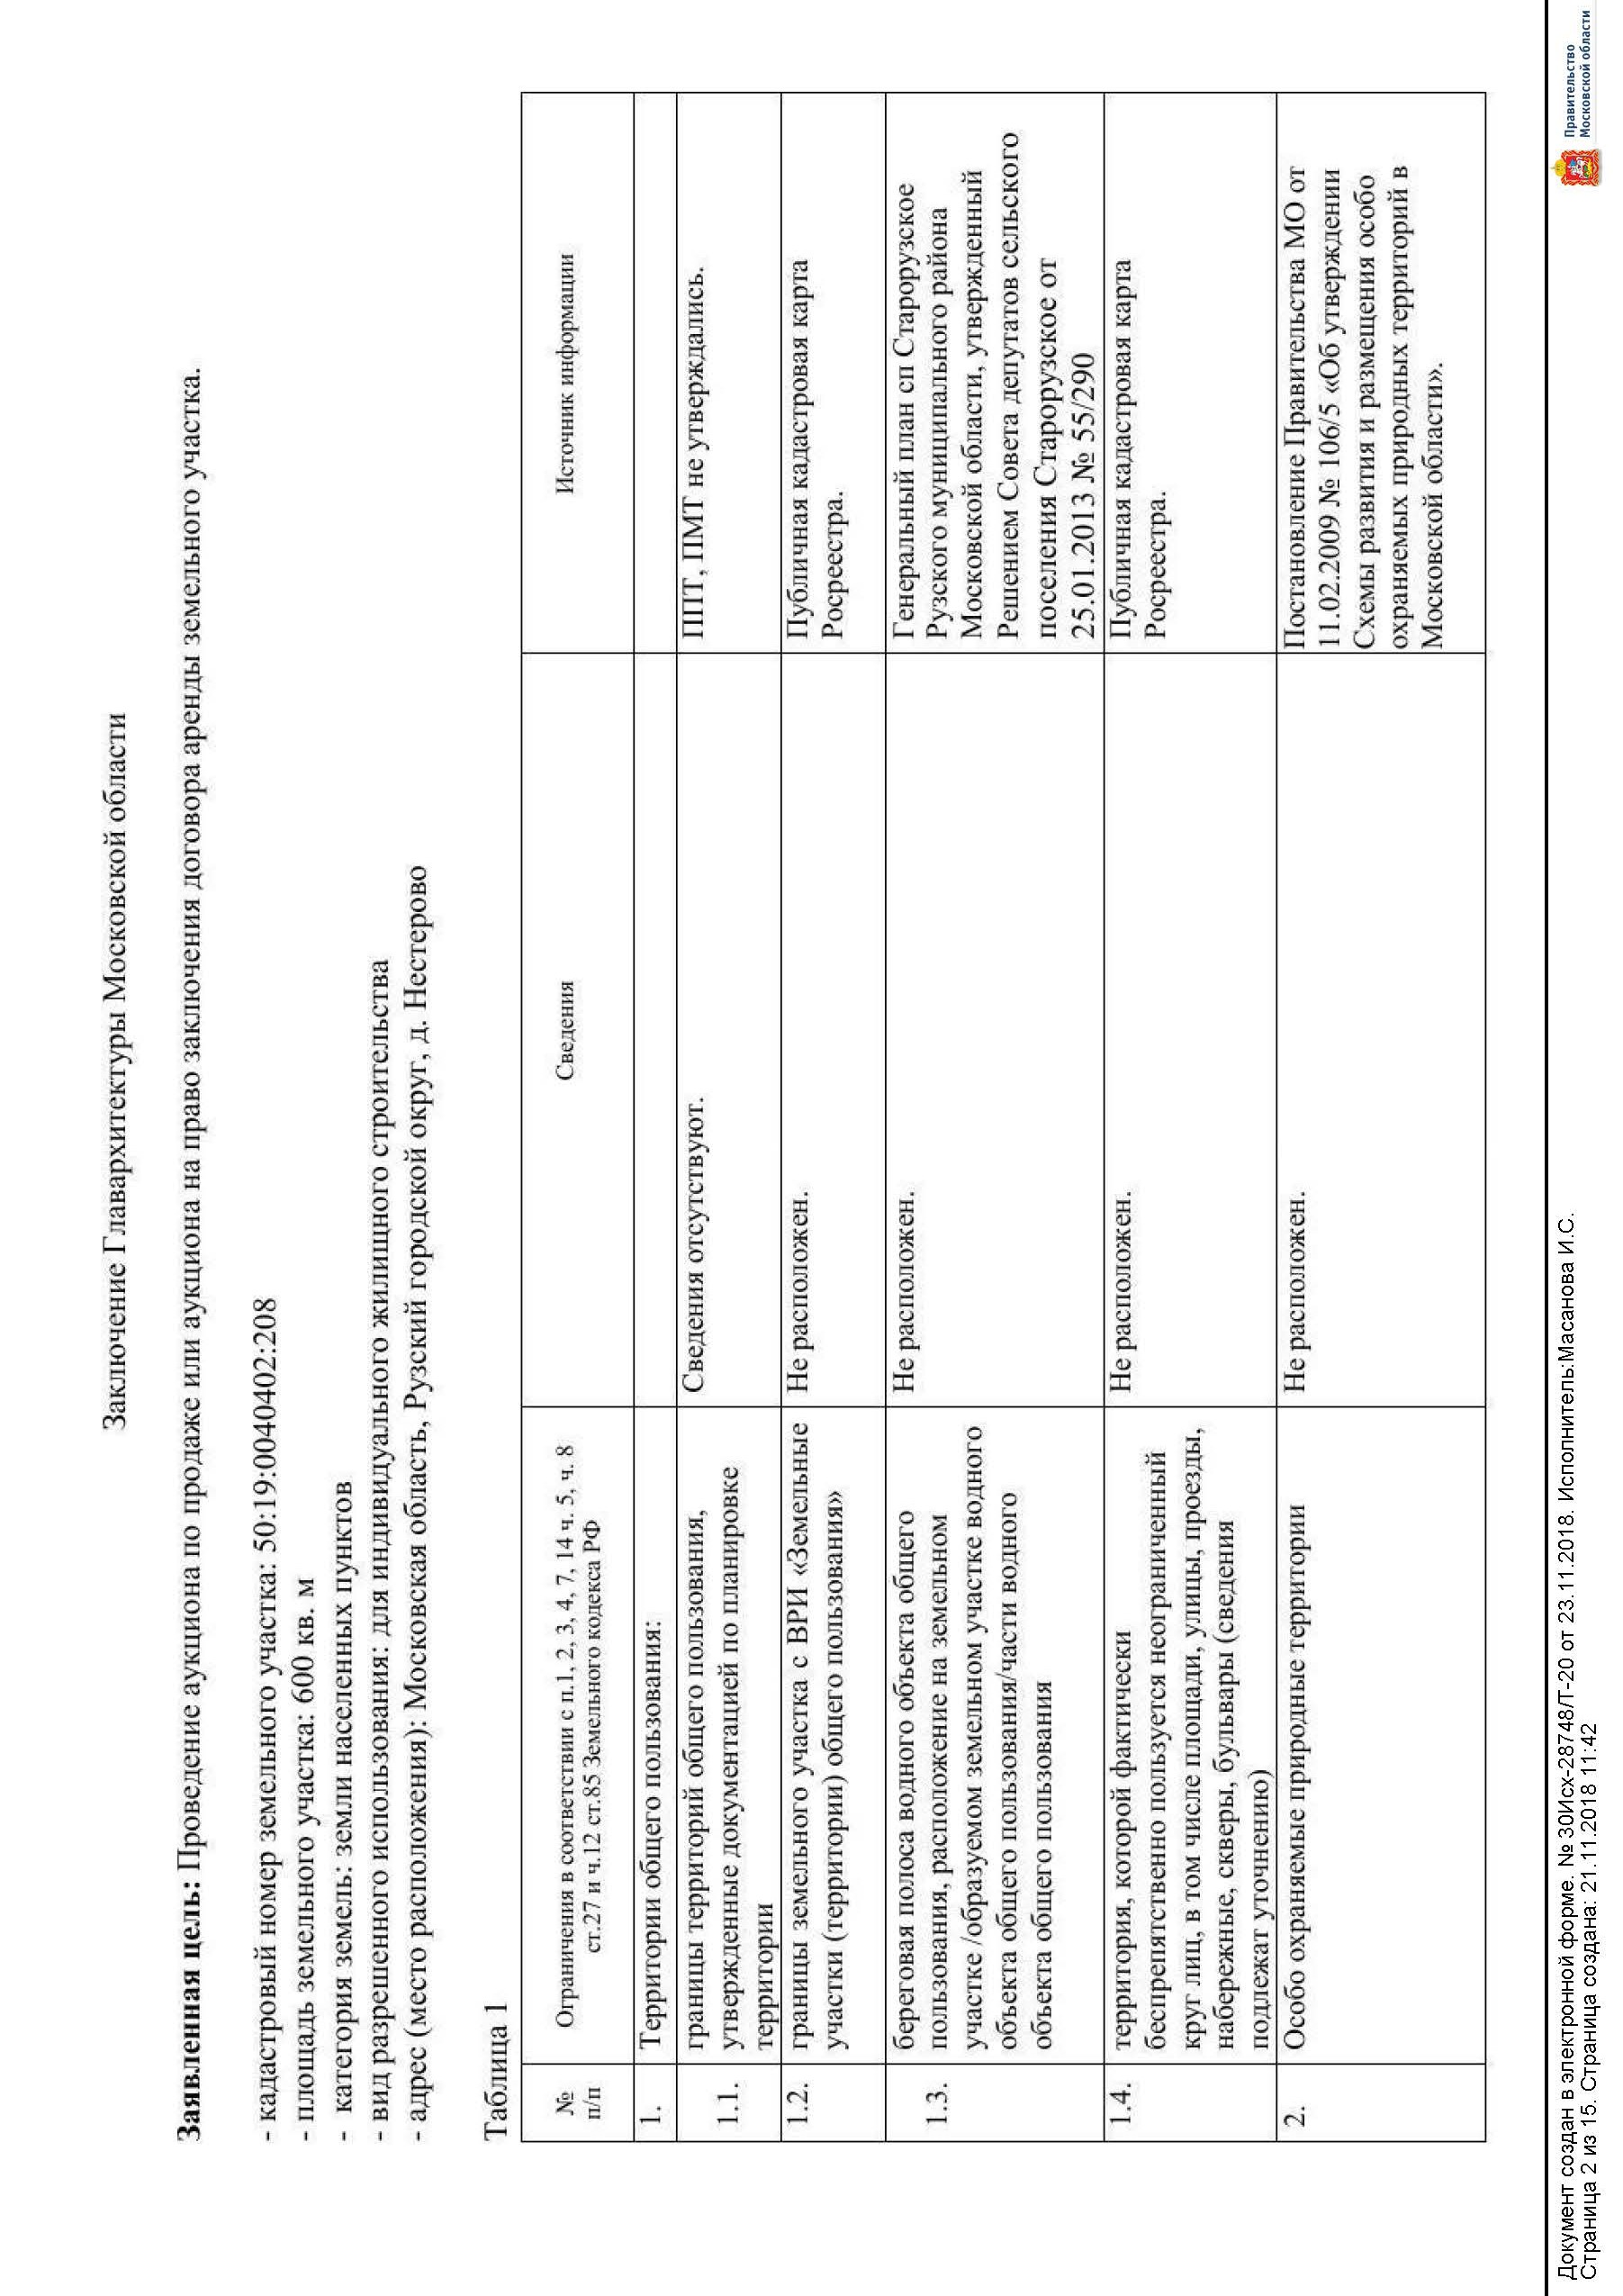 Заключение Главархитектуры Московской области
Заявленная цель: Проведение аукциона по продаже или аукциона на право заключения договора аренды земельного участка.
- кадастровый номер земельного участка: 50:19:0040402:208
- площадь земельного участка: 600 кв. м
- категория земель: земли населенных пунктов
- вид разрешенного использования: для индивидуального жилищного строительства
- адрес (место расположения): Московская область, Рузский городской округ, д. Нестерово
Таблица 1
№
п/п
Ограничения в соответствии с п.1, 2, 3, 4, 7, 14 ч. 5, ч. 8
ст.27 и ч.12 ст.85 Земельного кодекса РФ
Сведения
Источник информации
1.
Территории общего пользования:
1.1.
границы территорий общего пользования,
утвержденные документацией по планировке
территории
Сведения отсутствуют.
ППТ, ПМТ не утверждались.
1.2.
границы земельного участка с ВРИ «Земельные
участки (территории) общего пользования»
Не расположен.
Публичная кадастровая карта
Росреестра.
1.3.
береговая полоса водного объекта общего
пользования, расположение на земельном
участке /образуемом земельном участке водного
объекта общего пользования/части водного
объекта общего пользования
Не расположен.
Генеральный план сп Старорузское
Рузского муниципального района
Московской области, утвержденный
Решением Совета депутатов сельского
поселения Старорузское от
25.01.2013 № 55/290
1.4.
территория, которой фактически
беспрепятственно пользуется неограниченный
круг лиц, в том числе площади, улицы, проезды,
набережные, скверы, бульвары (сведения
подлежат уточнению)
Не расположен.
Публичная кадастровая карта
Росреестра.
2.
Особо охраняемые природные территории
Не расположен.
Постановление Правительства МО от
11.02.2009 № 106/5 «Об утверждении
Схемы развития и размещения особо
охраняемых природных территорий в
Московской области».
Документ создан в электронной форме. № 30Исх-28748/Т-20 от 23.11.2018. Исполнитель:Масанова И.С.
Страница 2 из 15. Страница создана: 21.11.2018 11:42
Правительство
Московской области